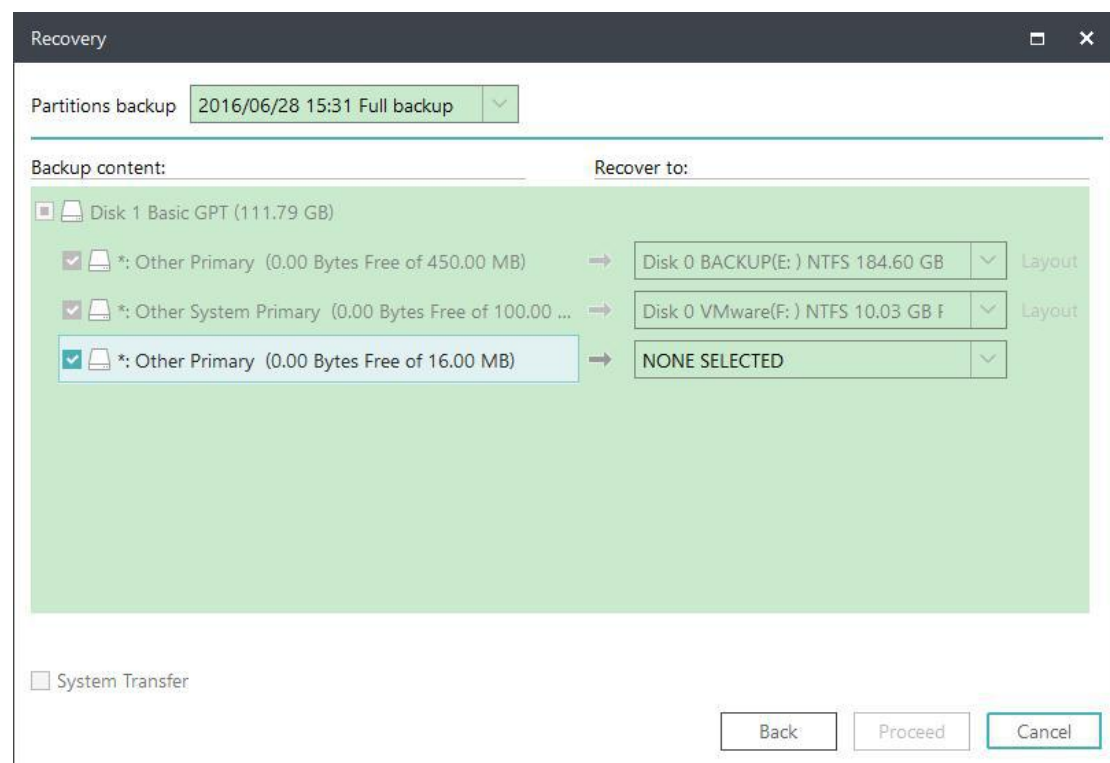 Recovery
Partitions backup 2016/06/28 15:31 Full backup
Backup content: Recover to:
Disk 1 Basic GPT (111.79 GB)
*: Other Primary (0.00 Bytes Free of 450.00 MB) Disk 0 BACKUP(E: ) NTFS 184.60 GB Layout
*: Other System Primary (0.00 Bytes Free of 100.00 ... Disk 0 VMware(F: ) NTFS 10.03 GB F Layout
*: Other Primary (0.00 Bytes Free of 16.00 MB) NONE SELECTED
System Transfer
Back Proceed Cancel